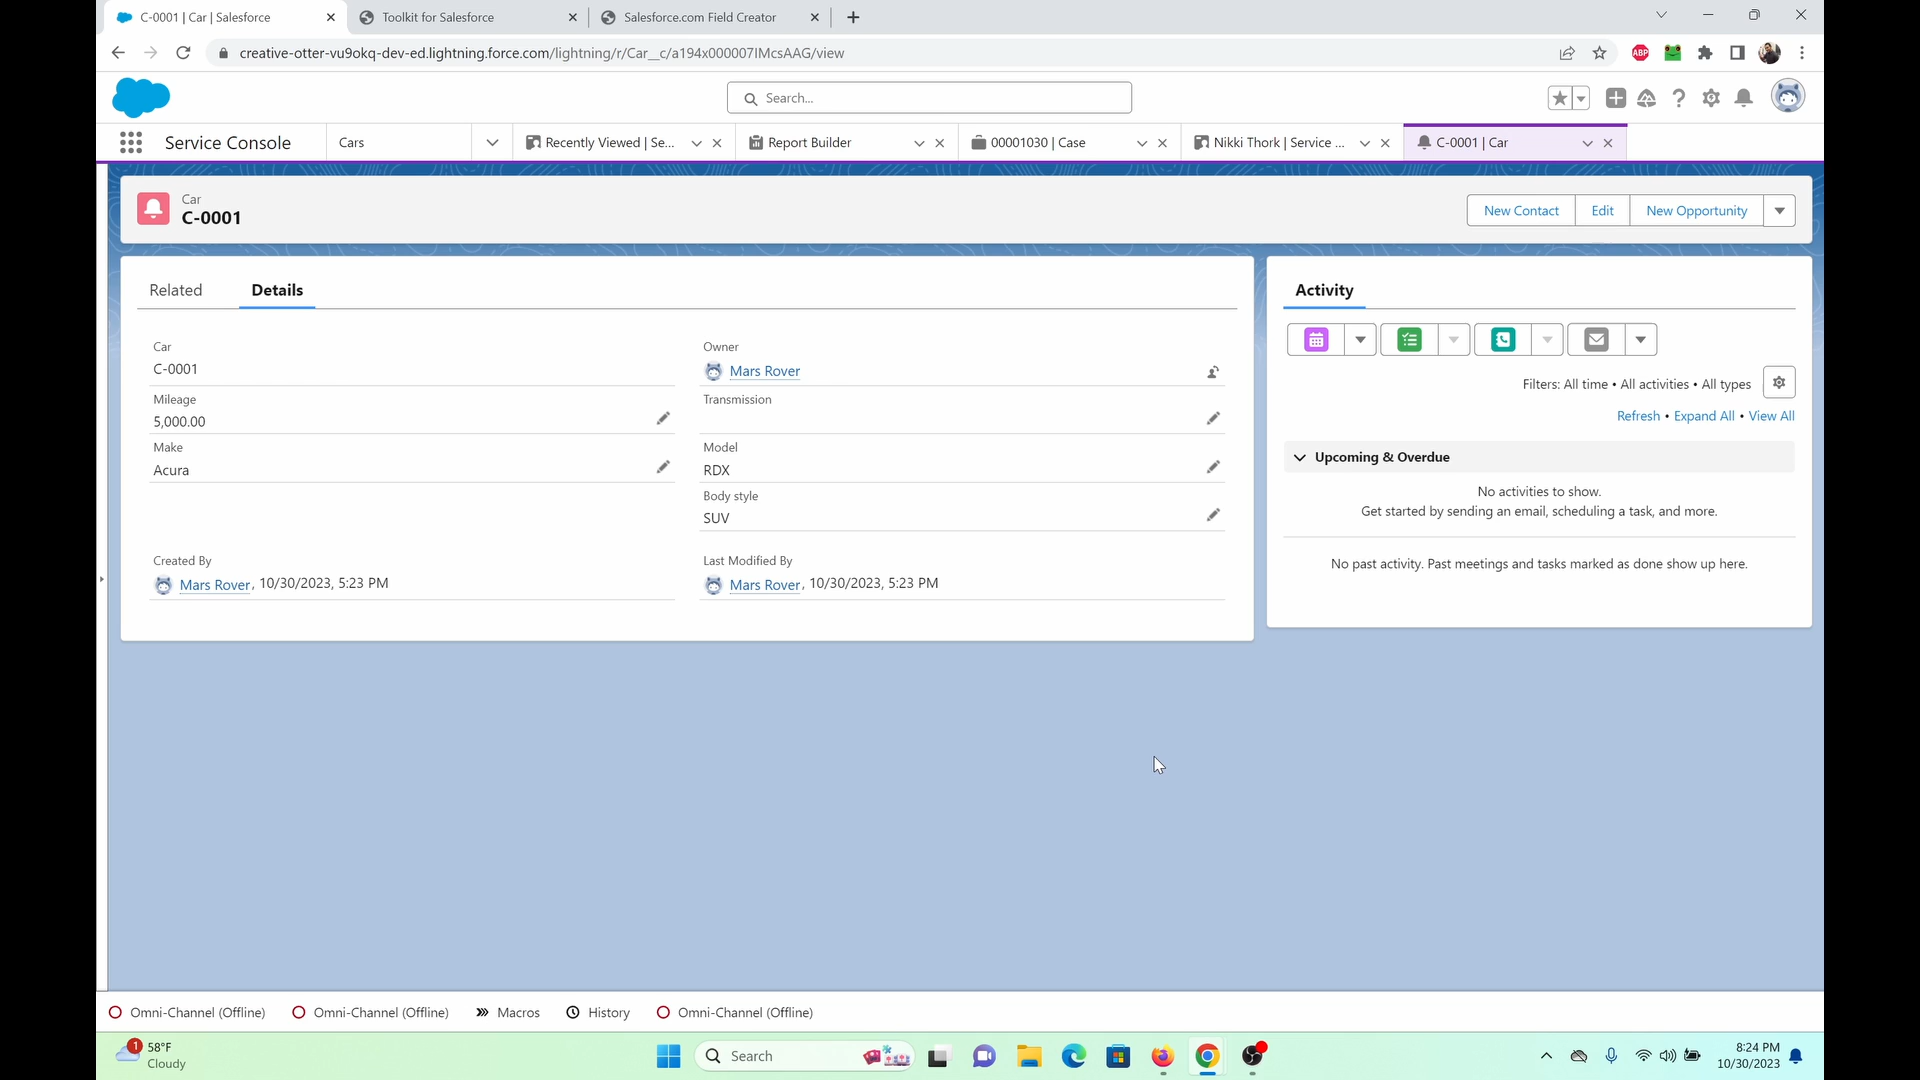 C-0001 | Car | Salesforce
Toolkit for Salesforce
Salesforce.com Field Creator
creative-otter-vu9okq-dev-ed.lightning.force.com/lightning/r/Car__c/a194x000007IMcsAAG/view
ABP
Search...
Service Console
Cars
Recently Viewed | Se...
Report Builder
00001030 | Case
Nikki Thork | Service ...
C-0001 | Car
Car
C-0001
New Contact
Edit
New Opportunity
Related
Details
Car
C-0001
Owner
Mars Rover
Mileage
5,000.00
Transmission
Make
Acura
Model
RDX
Body style
SUV
Created By
Mars Rover, 10/30/2023, 5:23 PM
Last Modified By
Mars Rover, 10/30/2023, 5:23 PM
Activity
Filters: All time • All activities • All types
Refresh • Expand All • View All
Upcoming & Overdue
No activities to show.
Get started by sending an email, scheduling a task, and more.
No past activity. Past meetings and tasks marked as done show up here.
Omni-Channel (Offline)
Omni-Channel (Offline)
Macros
History
Omni-Channel (Offline)
1
58°F
Cloudy
Search
8:24 PM
10/30/2023